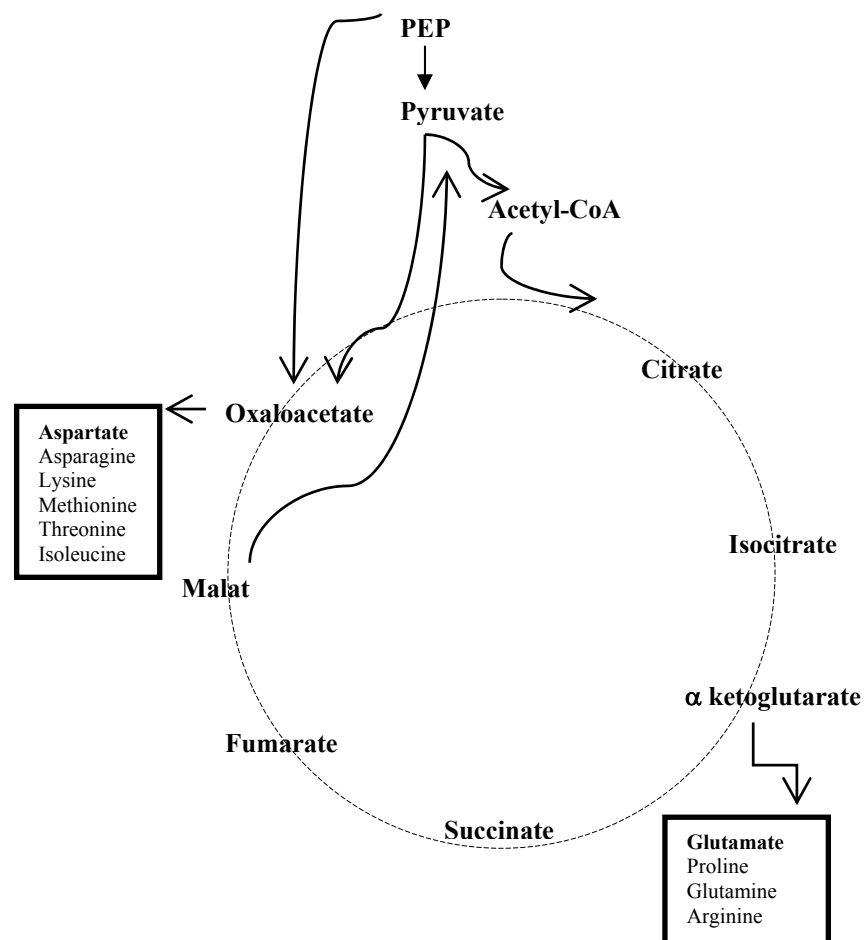 PEP
Pyruvate
Acetyl-CoA
Citrate
Oxaloacetate
Aspartate
Asparagine
Lysine
Methionine
Threonine
Isoleucine
Isocitrate
Malat
α ketoglutarate
Fumarate
Succinate
Glutamate
Proline
Glutamine
Arginine